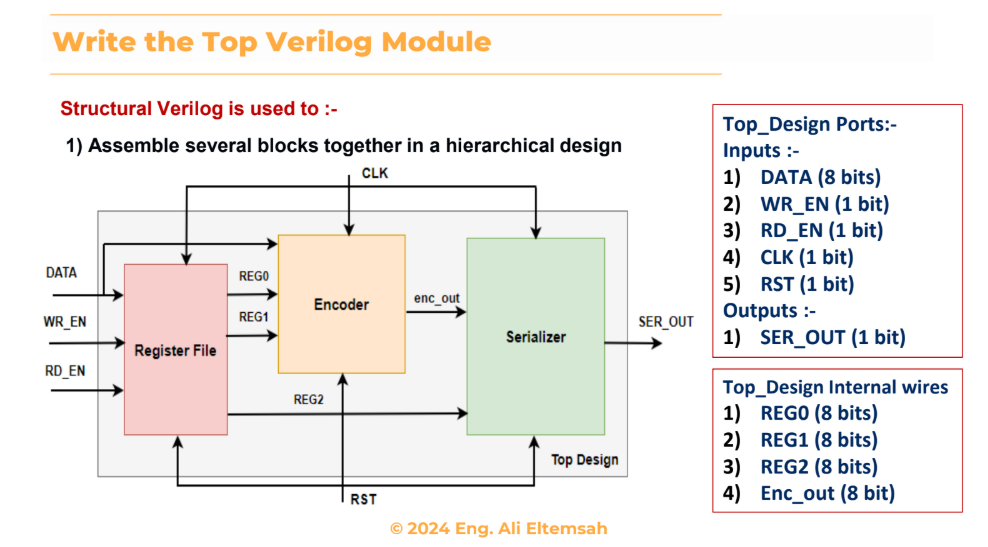 Write the Top Verilog Module
Structural Verilog is used to :-
1) Assemble several blocks together in a hierarchical design
CLK
DATA
WR_EN
RD_EN
Register File
REG0
REG1
REG2
Encoder
enc_out
Serializer
SER_OUT
Top Design
RST
Top_Design Ports:-
Inputs :-
1) DATA (8 bits)
2) WR_EN (1 bit)
3) RD_EN (1 bit)
4) CLK (1 bit)
5) RST (1 bit)
Outputs :-
1) SER_OUT (1 bit)
Top_Design Internal wires
1) REG0 (8 bits)
2) REG1 (8 bits)
3) REG2 (8 bits)
4) Enc_out (8 bit)
© 2024 Eng. Ali Eltemsah